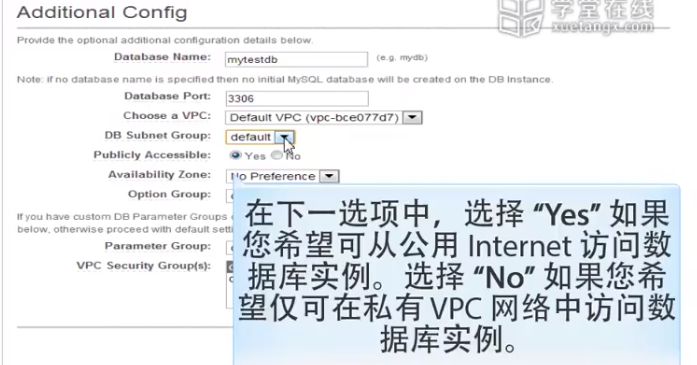 Additional Config
学堂在线
xuetangx.com
Provide the optional additional configuration details below.
Database Name: mytestdb (e.g. mydb)
Note: if no database name is specified then no initial MySQL database will be created on the DB Instance.
Database Port: 3306
Choose a VPC: Default VPC (vpc-bce077d7)
DB Subnet Group: default
Publicly Accessible: Yes No
Availability Zone: No Preference
Option Group:
If you have custom DB Parameter Groups
below, otherwise proceed with default
Parameter Group:
VPC Security Group(s):
在下一选项中，选择 “Yes” 如果
您希望可从公用 Internet 访问数
据库实例。选择 “No” 如果您希
望仅可在私有 VPC 网络中访问数
据库实例。